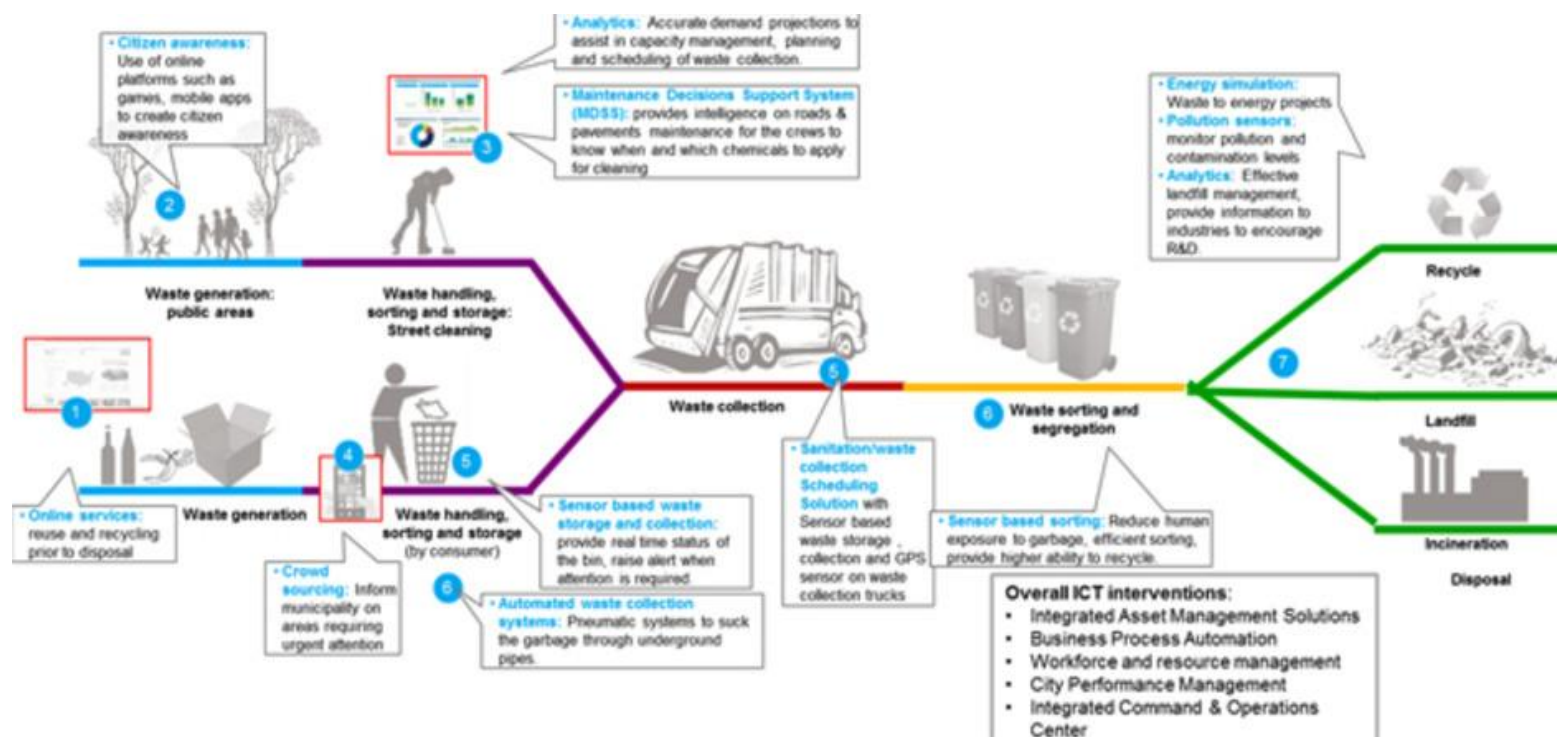 • Citizen awareness:
Use of online
platforms such as
games, mobile apps
to create citizen
awareness
2
• Analytics: Accurate demand projections to
assist in capacity management, planning
and scheduling of waste collection.
• Maintenance Decisions Support System
(MDSS): provides intelligence on roads &
pavements maintenance for the crews to
know when and which chemicals to apply
for cleaning
3
• Energy simulation:
Waste to energy projects
• Pollution sensors:
monitor pollution and
contamination levels
• Analytics: Effective
landfill management,
provide information to
industries to encourage
R&D.
Waste generation:
public areas
Waste handling,
sorting and storage:
Street cleaning
Recycle
1
4
5
5
Waste collection
6
Waste sorting and
segregation
7
Landfill
• Online services:
reuse and recycling
prior to disposal
Waste generation
Waste handling,
sorting and storage
(by consumer)
• Crowd
sourcing: Inform
municipality on
areas requiring
urgent attention
• Sensor based waste
storage and collection:
provide real time status of
the bin, raise alert when
attention is required
6
• Automated waste collection
systems: Pneumatic systems to suck
the garbage through underground
pipes.
• Sanitation/waste
collection
Scheduling
Solution with
Sensor based
waste storage ,
collection and GPS
sensor on waste
collection trucks
• Sensor based sorting: Reduce human
exposure to garbage, efficient sorting,
provide higher ability to recycle.
Incineration
Disposal
Overall ICT interventions:
• Integrated Asset Management Solutions
• Business Process Automation
• Workforce and resource management
• City Performance Management
• Integrated Command & Operations
Center